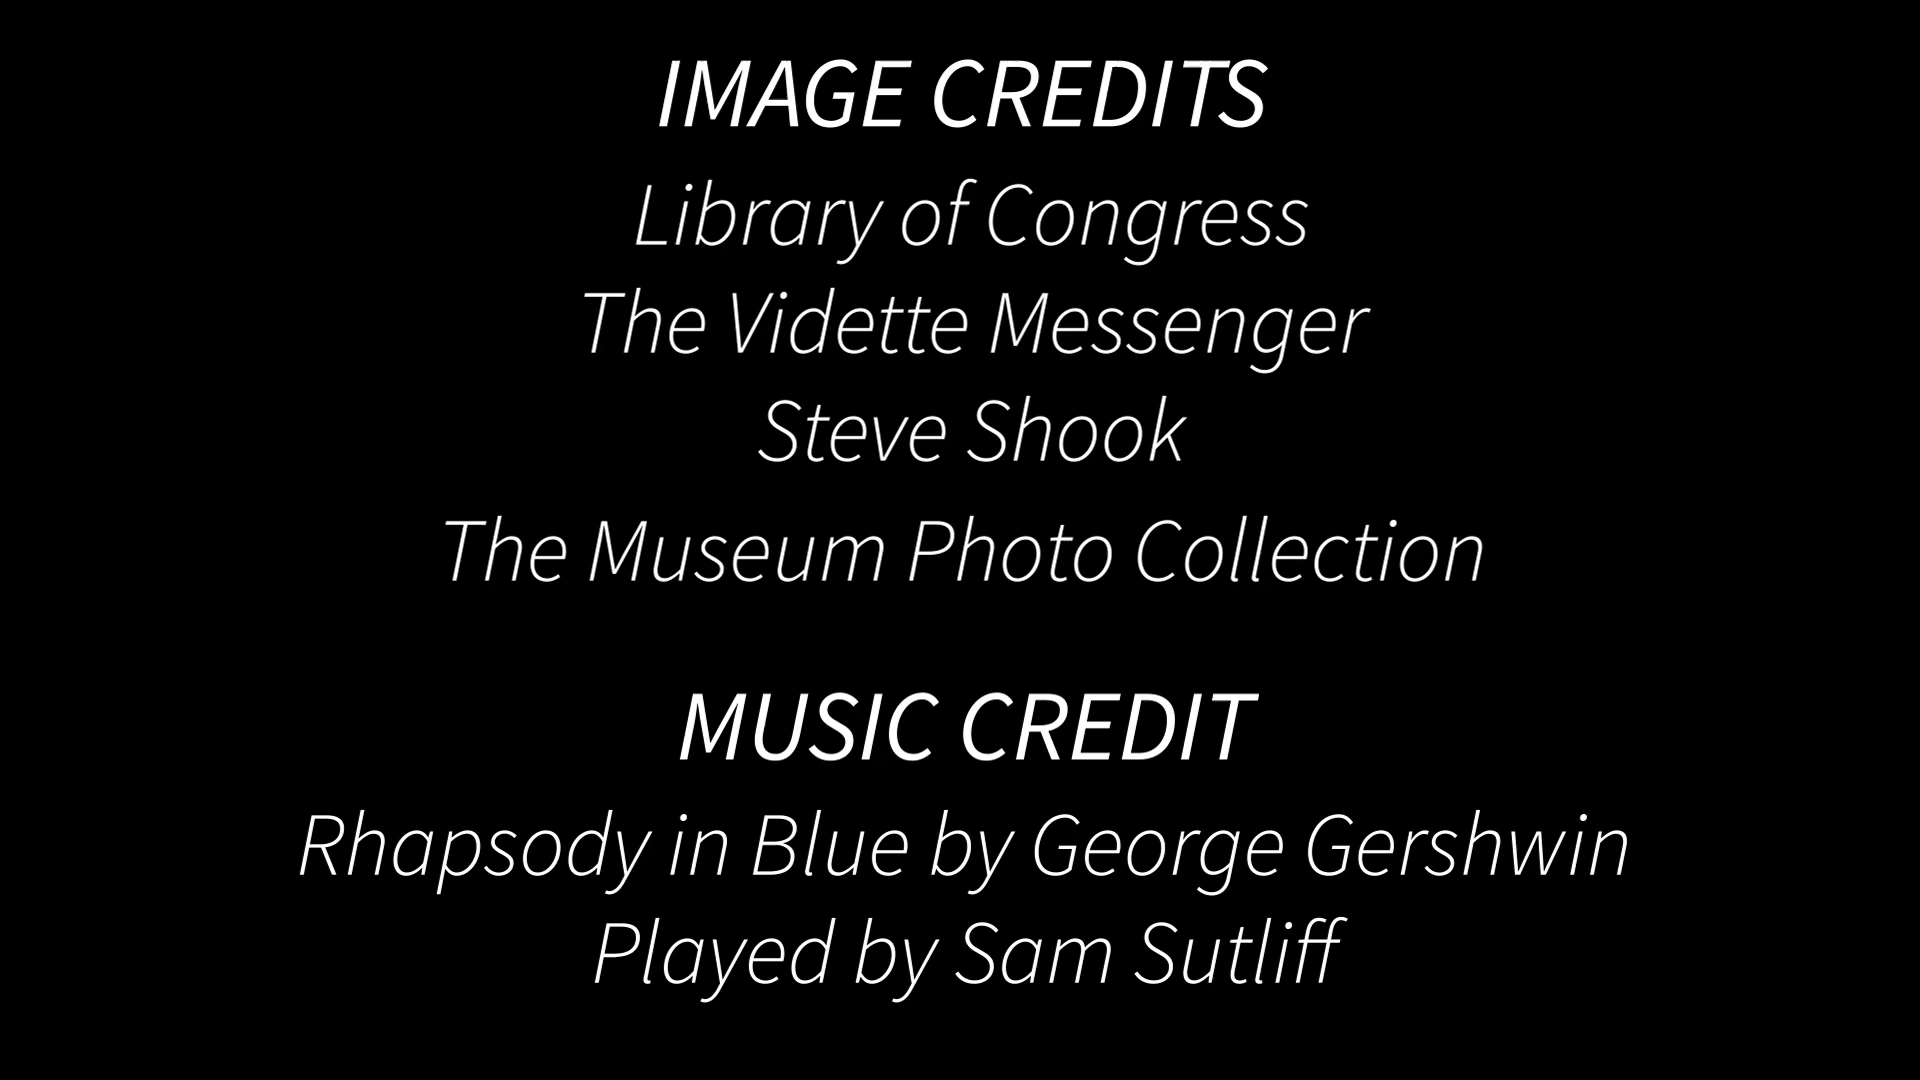 IMAGE CREDITS
Library of Congress
The Vidette Messenger
Steve Shook
The Museum Photo Collection
MUSIC CREDIT
Rhapsody in Blue by George Gershwin
Played by Sam Sutliff